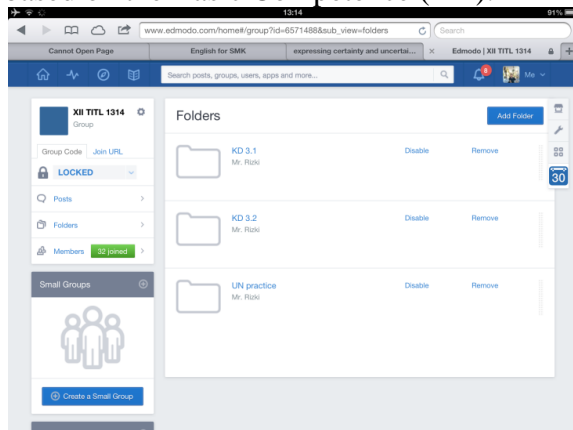 13:14
91%
www.edmodo.com/home#/group?id=6571488&sub_view=folders
Search
Cannot Open Page
English for SMK
expressing certainty and uncertai...
Edmodo | XII TITL 1314
Search posts, groups, users, apps and more...
8
Me
XII TITL 1314
Group
Group Code
Join URL
LOCKED
Posts
Folders
Members
32 joined
Small Groups
Create a Small Group
Folders
Add Folder
KD 3.1
Mr. Rizki
Disable
Remove
KD 3.2
Mr. Rizki
Disable
Remove
UN practice
Mr. Rizki
Disable
Remove
30